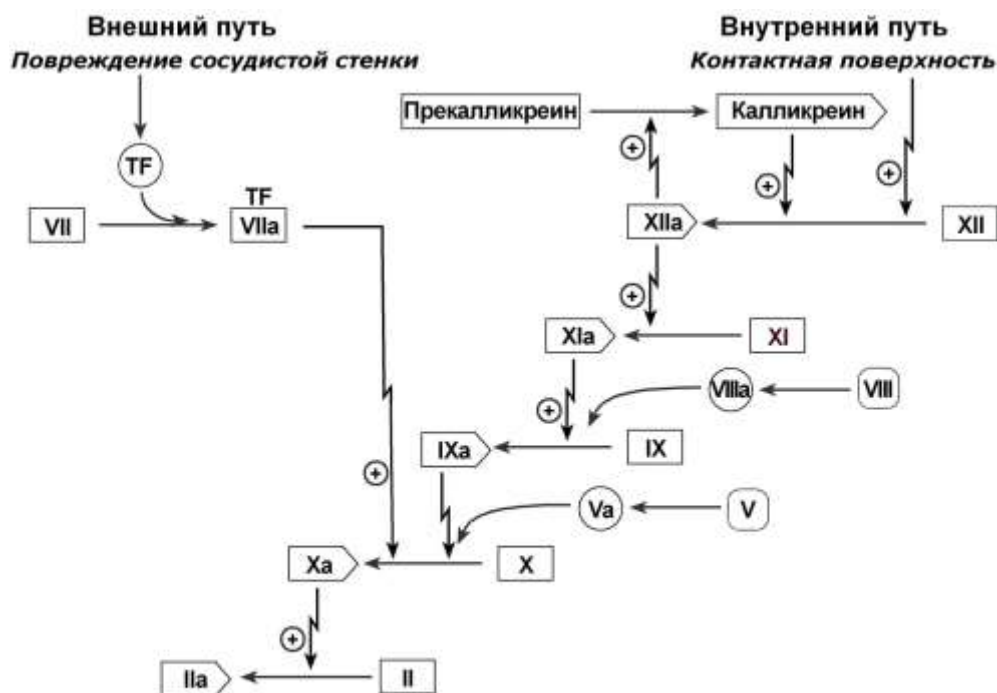 Внешний путь
Повреждение сосудистой стенки
Внутренний путь
Контактная поверхность
Прекалликреин
Калликреин
+
+
+
TF
TF
VII
VIIa
XIIa
XII
+
XIa
XI
VIIIa
VIII
+
IXa
IX
+
Va
V
Xa
X
+
IIa
II